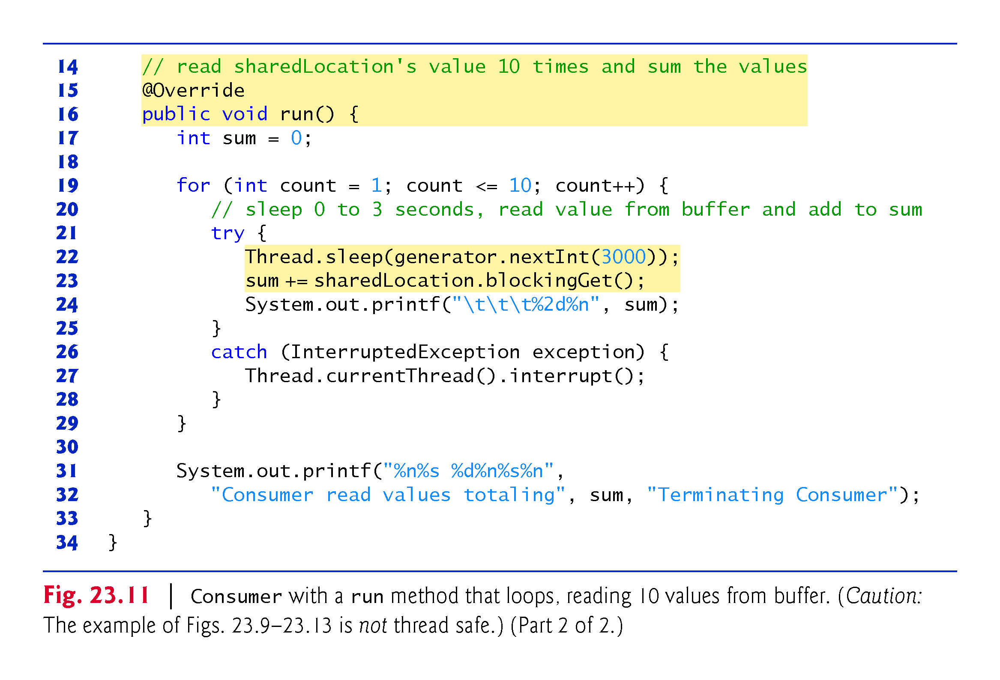 14 // read sharedLocation's value 10 times and sum the values
15 @Override
16 public void run() {
17 int sum = 0;
18
19 for (int count = 1; count <= 10; count++) {
20 // sleep 0 to 3 seconds, read value from buffer and add to sum
21 try {
22 Thread.sleep(generator.nextInt(3000));
23 sum += sharedLocation.blockingGet();
24 System.out.printf("\t\t\t%2d%n", sum);
25 }
26 catch (InterruptedException exception) {
27 Thread.currentThread().interrupt();
28 }
29 }
30
31 System.out.printf("%n%s %d%n%s%n",
32 "Consumer read values totaling", sum, "Terminating Consumer");
33 }
34 }
Fig. 23.11 | Consumer with a run method that loops, reading 10 values from buffer. (Caution:
The example of Figs. 23.9–23.13 is not thread safe.) (Part 2 of 2.)